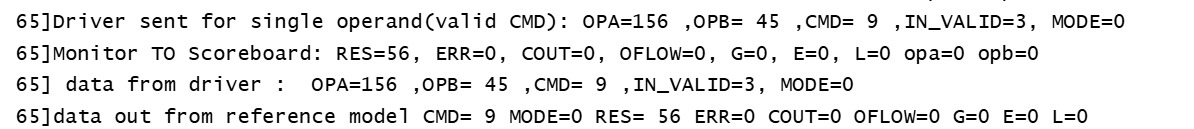 65]Driver sent for single operand(valid CMD): OPA=156 ,OPB= 45 ,CMD= 9 ,IN_VALID=3, MODE=0
65]Monitor TO Scoreboard: RES=56, ERR=0, COUT=0, OFLOW=0, G=0, E=0, L=0 opa=0 opb=0
65] data from driver :  OPA=156 ,OPB= 45 ,CMD= 9 ,IN_VALID=3, MODE=0
65]data out from reference model CMD= 9 MODE=0 RES= 56 ERR=0 COUT=0 OFLOW=0 G=0 E=0 L=0